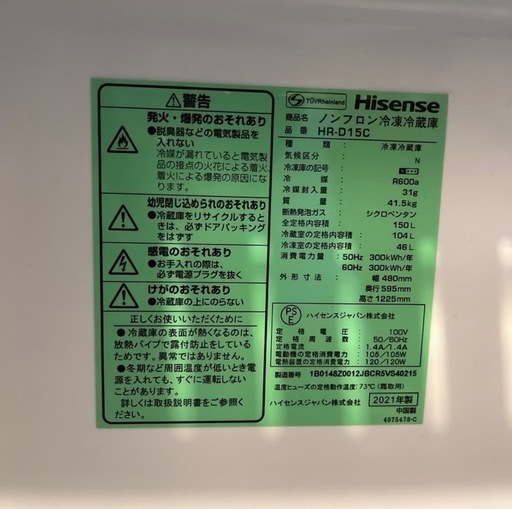 警告
発火・爆発のおそれあり
●脱臭器などの電気製品を
入れない
冷媒が漏れていると電気製
品の接点の火花による着火
着火による爆発の原因にな
ります。
幼児閉じ込められのおそれあり
●冷蔵庫をリサイクルすると
きは、必ずドアパッキング
をはずす
感電のおそれあり
●お手入れの際は、
必ず電源プラグを抜く
けがのおそれあり
●冷蔵庫の上にのらない
正しくお使いいただくために
●冷蔵庫の表面が熱くなるのは、
放熱パイプで露付防止をしている
ためです。異常ではありません。
●冬期など周囲温度が低いときで
も、すぐに運転しないこと
があります。
詳しくは取扱説明書をご覧ください。
TÜVRheinland
Hisense
商品名 ノンフロン冷凍冷蔵庫
品番 HR-D15C
種類 : 冷凍冷蔵庫
気候区分 : N
冷凍室の記号 :
冷媒 : R600a
冷媒封入量 : 31g
質量 : 41.5kg
断熱発泡ガス : シクロペンタン
全定格内容積 : 150L
冷蔵室の定格内容積 : 104L
冷凍室の定格内容積 : 46L
消費電力量 : 50Hz 300kWh/年
60Hz 300kWh/年
外形寸法 : 幅 480mm
奥行 595mm
高さ 1225mm
PS
E
ハイセンスジャパン株式会社
定格電圧 : 100V
定格周波数 : 50/60Hz
定格電流 : 1.4A/1.4A
電動機の定格消費電力 : 105/105W
電熱装置の定格消費電力 : 120/120W
製造番号 1B0148Z0012JBCR5VS40215
温度ヒューズの定格動作温度:73℃(霜取用)
ハイセンスジャパン株式会社
2021年製
中国製
4075478-C